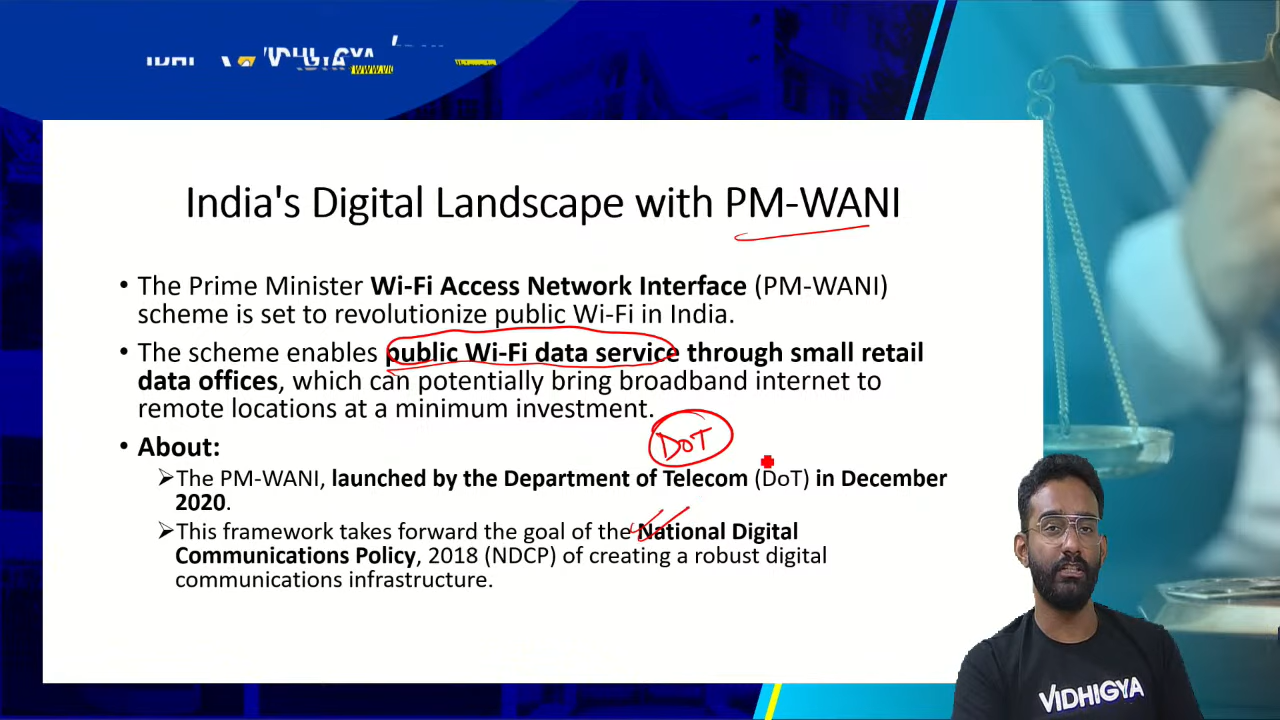 India's Digital Landscape with PM-WANI
• The Prime Minister Wi-Fi Access Network Interface (PM-WANI)
scheme is set to revolutionize public Wi-Fi in India.
• The scheme enables public Wi-Fi data service through small retail
data offices, which can potentially bring broadband internet to
remote locations at a minimum investment.
DoT
• About:
➢The PM-WANI, launched by the Department of Telecom (DoT) in December
2020.
➢This framework takes forward the goal of the National Digital
Communications Policy, 2018 (NDCP) of creating a robust digital
communications infrastructure.
VIDHIGYA